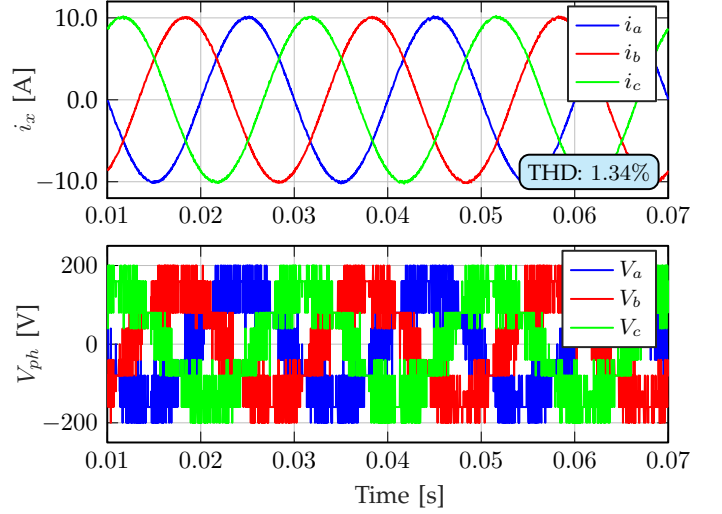 10.0
0.0
−10.0
i_x [A]
i_a
i_b
i_c
THD: 1.34%
0.01 0.02 0.03 0.04 0.05 0.06 0.07
200
0
−200
V_ph [V]
V_a
V_b
V_c
0.01 0.02 0.03 0.04 0.05 0.06 0.07
Time [s]